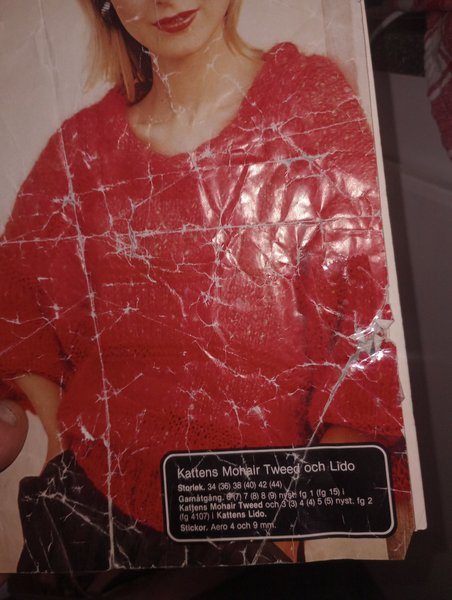 Kattens Mohair Tweed och Lido
Storlek. 34 (36) 38 (40) 42 (44)
Garnåtgång. 6 (7) 7 (8) 8 (9) nyst. fg 1 (fg 15) i
Kattens Mohair Tweed och 3 (3) 4 (4) 5 (5) nyst. fg 2
(fg 4107) i Kattens Lido.
Stickor. Aero 4 och 9 mm.